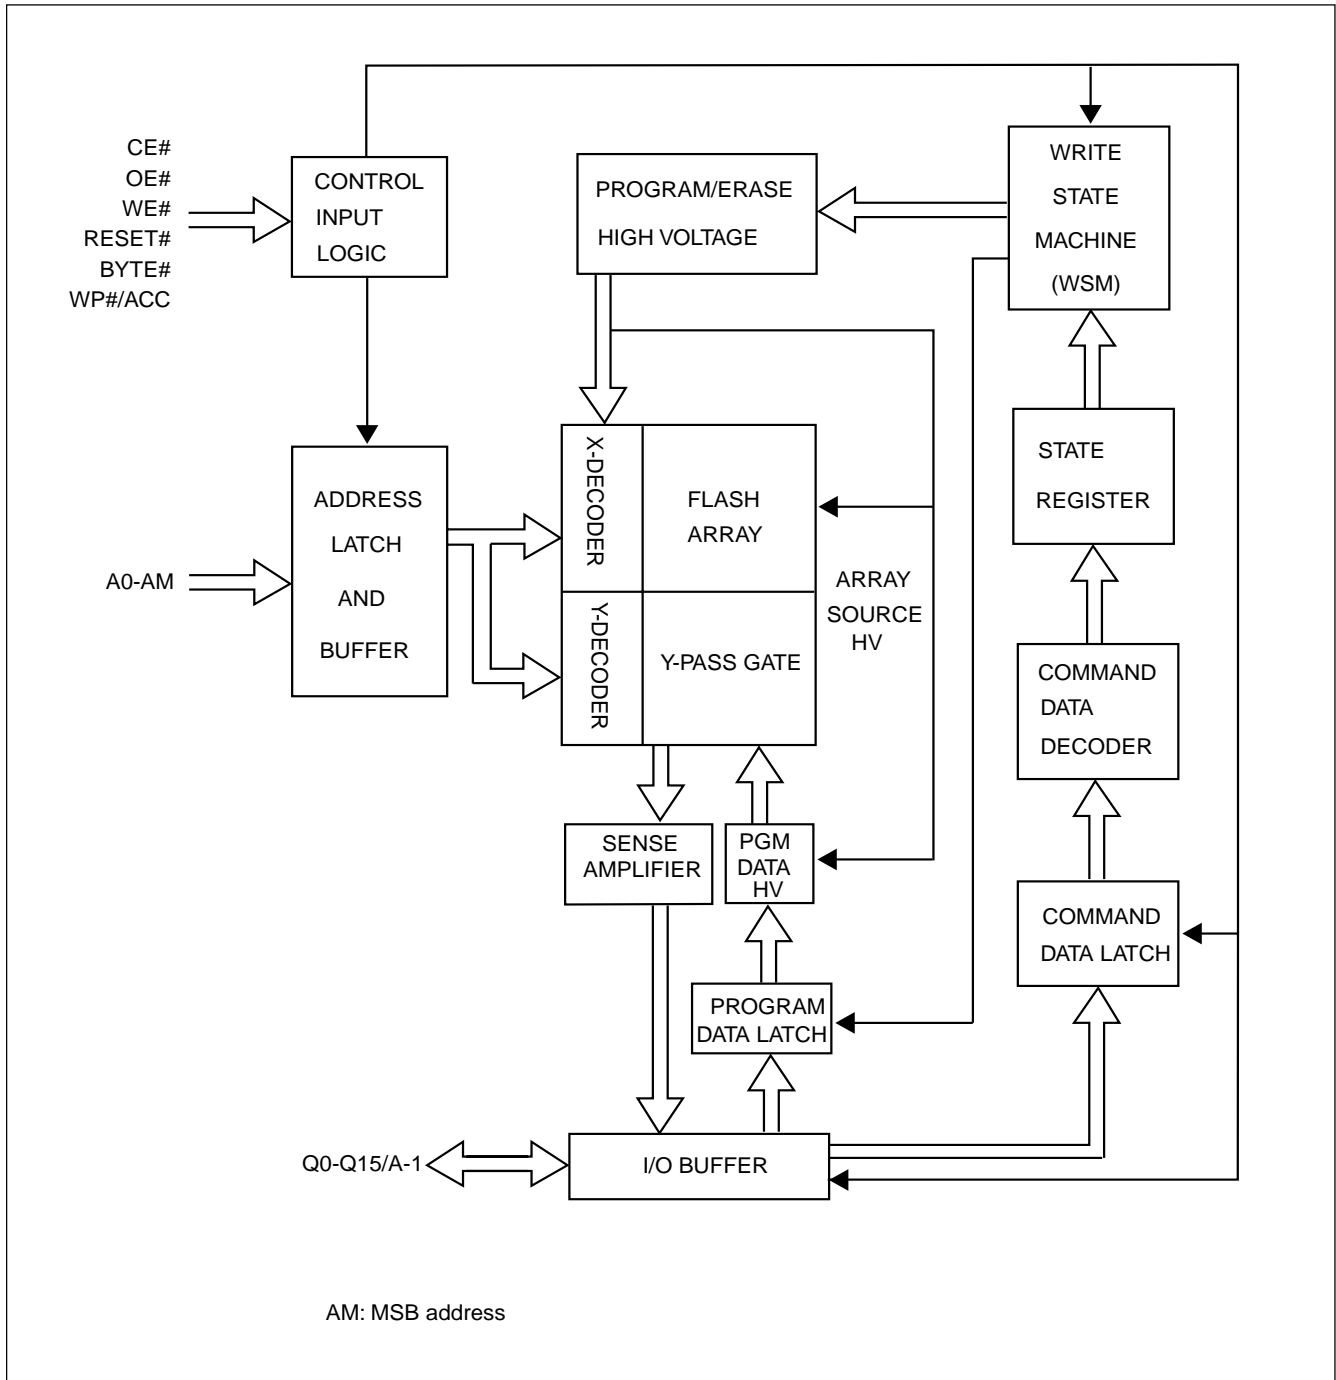 CE#
OE#
WE#
RESET#
BYTE#
WP#/ACC
CONTROL
INPUT
LOGIC
PROGRAM/ERASE
HIGH VOLTAGE
WRITE
STATE
MACHINE
(WSM)
A0-AM
ADDRESS
LATCH
AND
BUFFER
X-DECODER
FLASH
ARRAY
Y-DECODER
Y-PASS GATE
ARRAY
SOURCE
HV
STATE
REGISTER
COMMAND
DATA
DECODER
SENSE
AMPLIFIER
PGM
DATA
HV
COMMAND
DATA LATCH
PROGRAM
DATA LATCH
Q0-Q15/A-1
I/O BUFFER
AM: MSB address